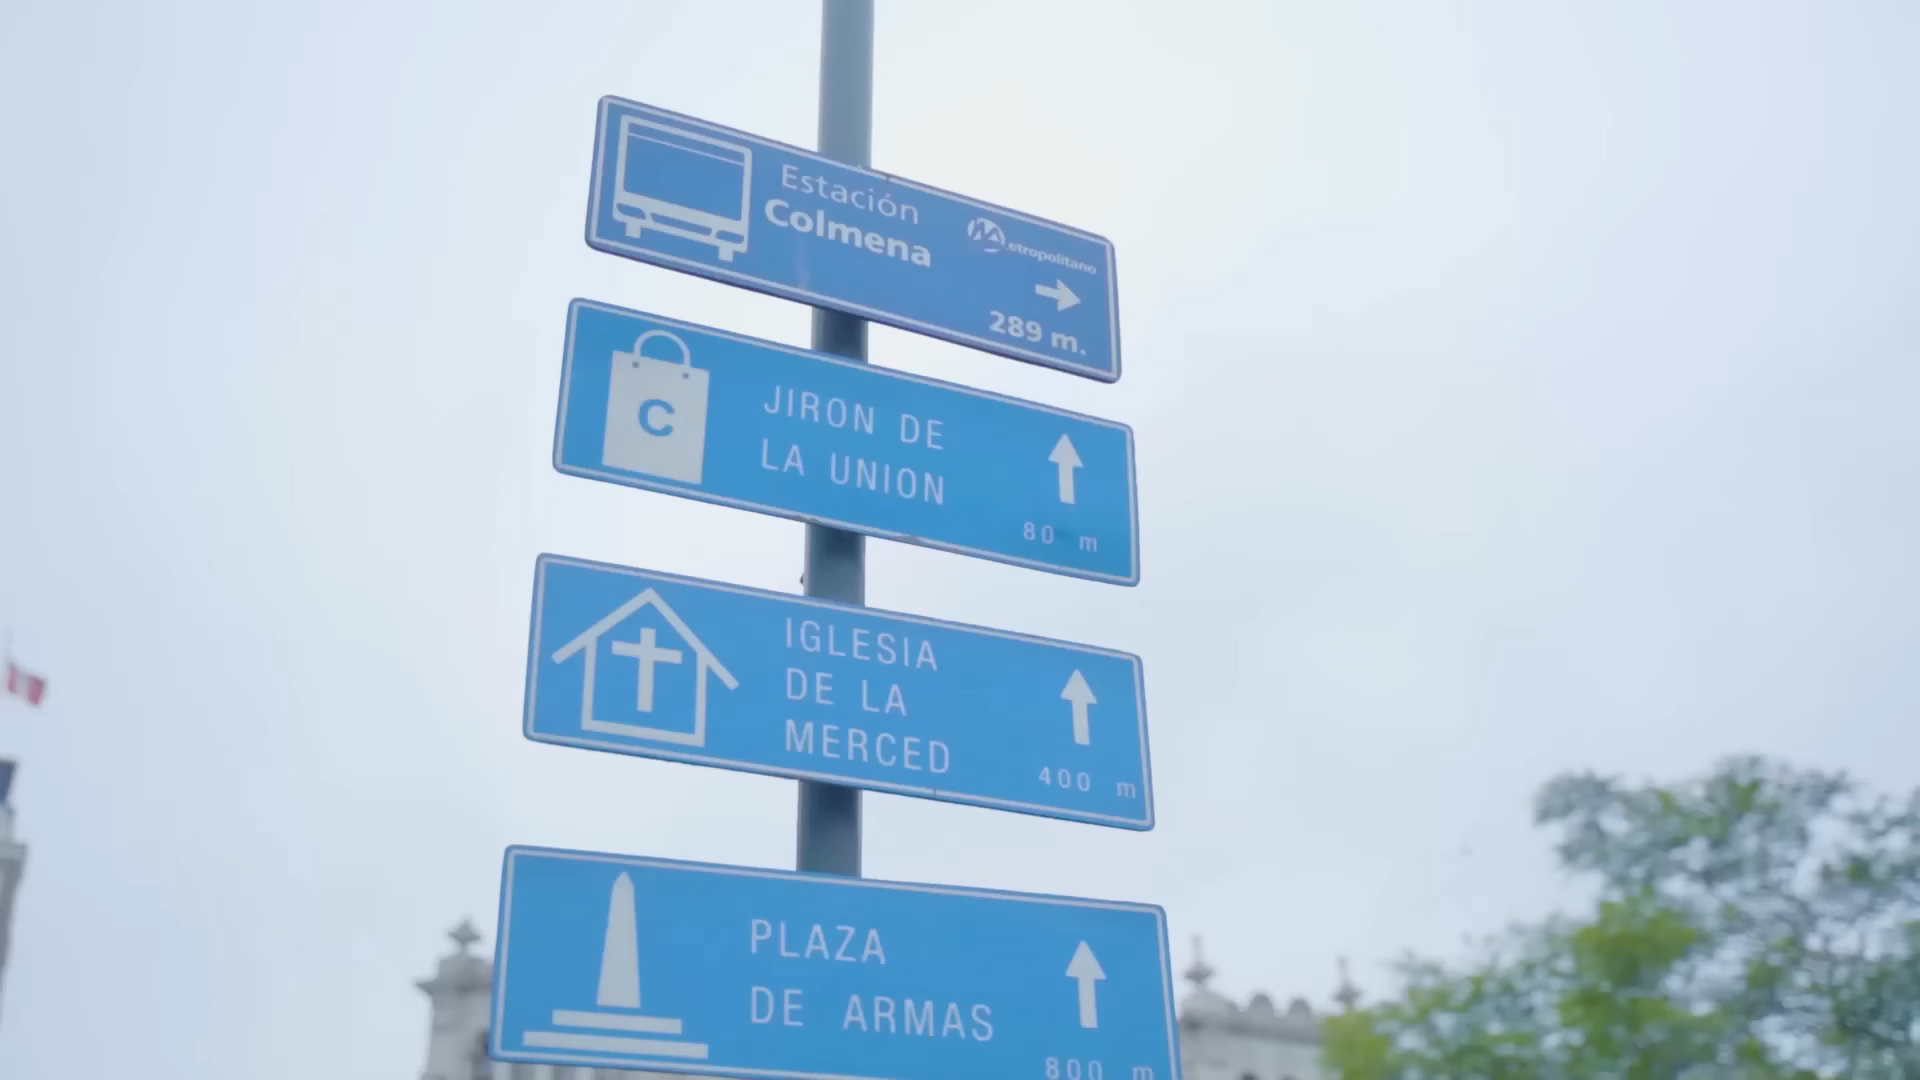 Estación
Colmena
Metropolitano
289 m.
C
JIRON DE
LA UNION
80 m
IGLESIA
DE LA
MERCED
400 m
PLAZA
DE ARMAS
800 m